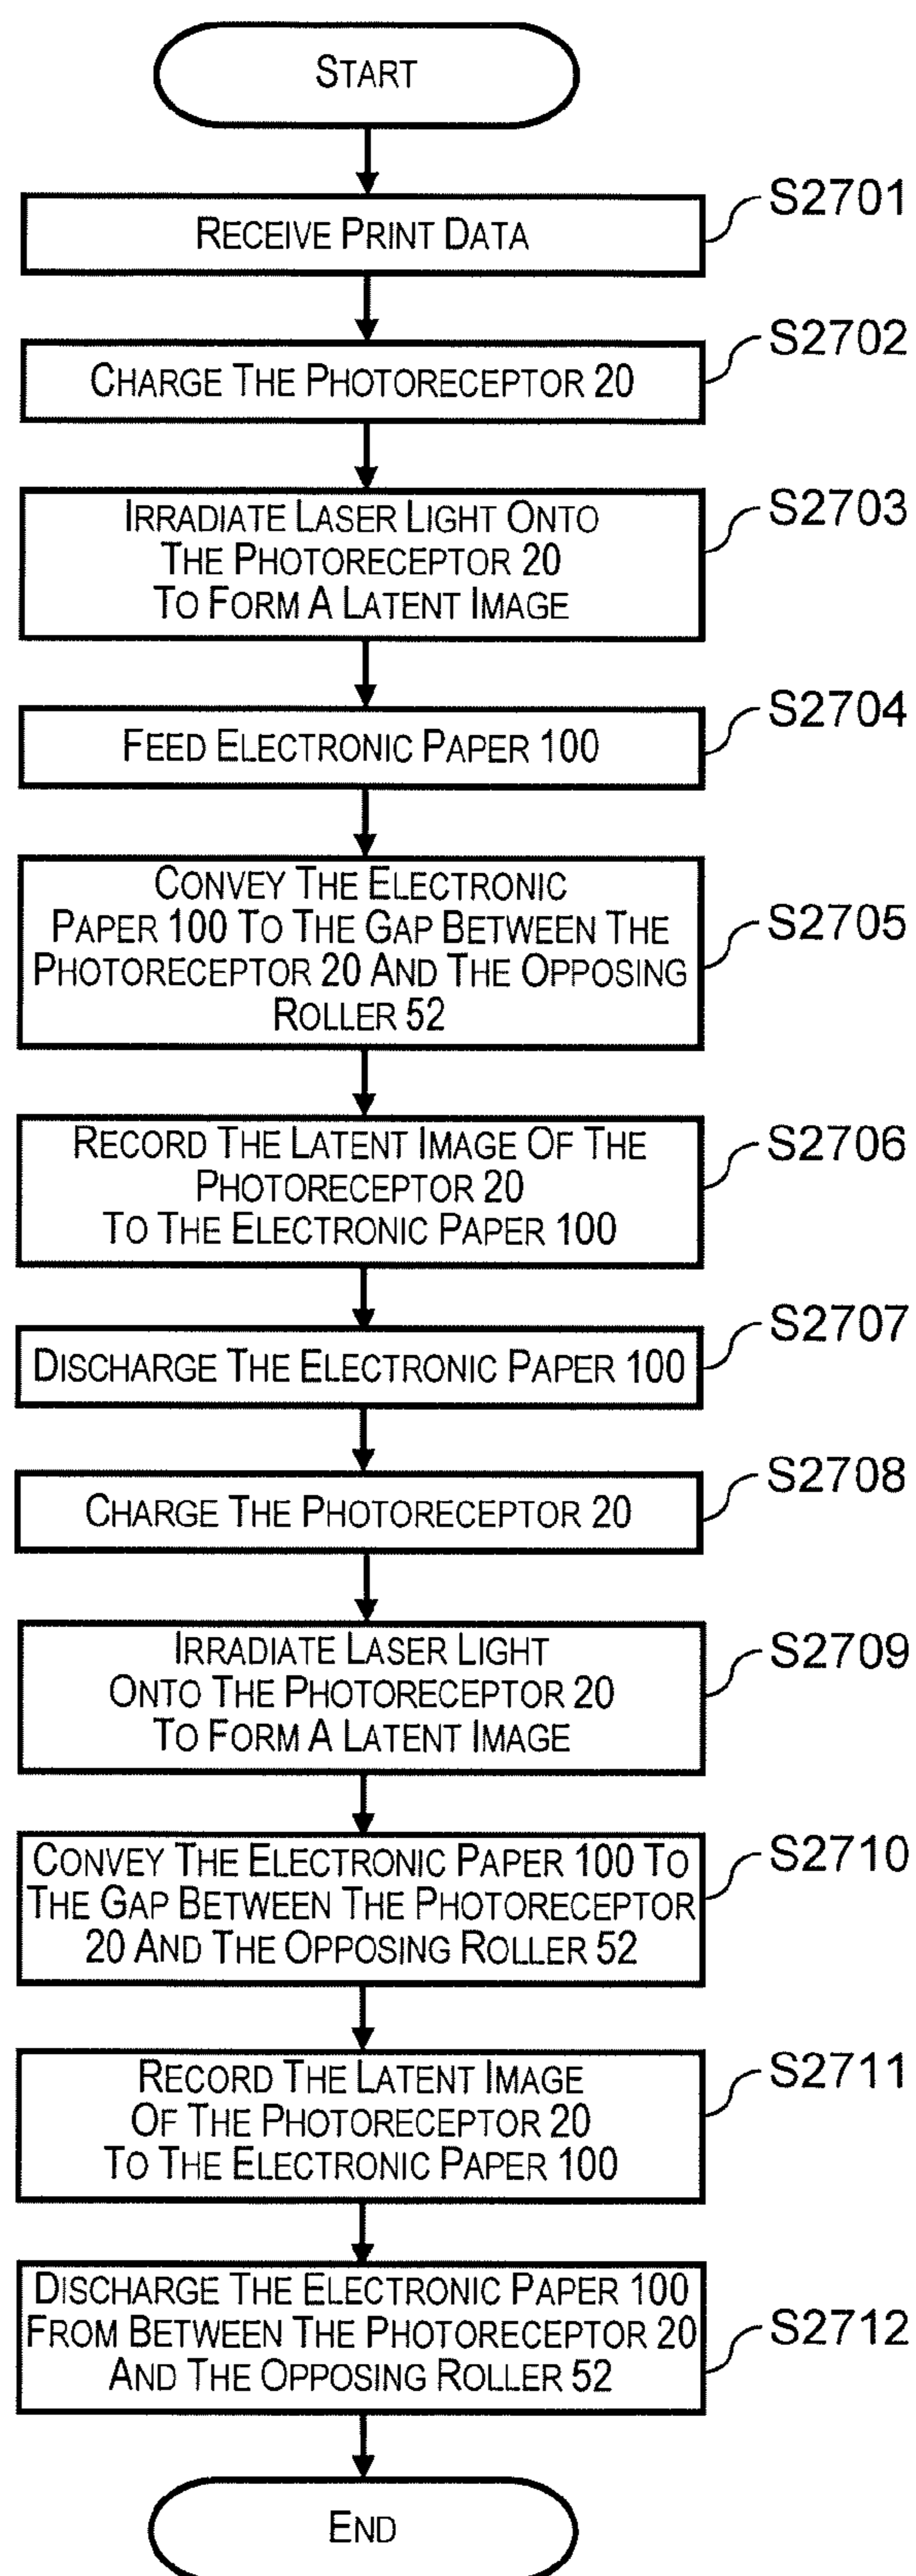 START
RECEIVE PRINT DATA
S2701
CHARGE THE PHOTORECEPTOR 20
S2702
IRRADIATE LASER LIGHT ONTO
THE PHOTORECEPTOR 20
TO FORM A LATENT IMAGE
S2703
FEED ELECTRONIC PAPER 100
S2704
CONVEY THE ELECTRONIC
PAPER 100 TO THE GAP BETWEEN THE
PHOTORECEPTOR 20 AND THE OPPOSING
ROLLER 52
S2705
RECORD THE LATENT IMAGE OF THE
PHOTORECEPTOR 20
TO THE ELECTRONIC PAPER 100
S2706
DISCHARGE THE ELECTRONIC PAPER 100
S2707
CHARGE THE PHOTORECEPTOR 20
S2708
IRRADIATE LASER LIGHT
ONTO THE PHOTORECEPTOR 20
TO FORM A LATENT IMAGE
S2709
CONVEY THE ELECTRONIC PAPER 100 TO
THE GAP BETWEEN THE PHOTORECEPTOR
20 AND THE OPPOSING ROLLER 52
S2710
RECORD THE LATENT IMAGE
OF THE PHOTORECEPTOR 20
TO THE ELECTRONIC PAPER 100
S2711
DISCHARGE THE ELECTRONIC PAPER 100
FROM BETWEEN THE PHOTORECEPTOR 20
AND THE OPPOSING ROLLER 52
S2712
END